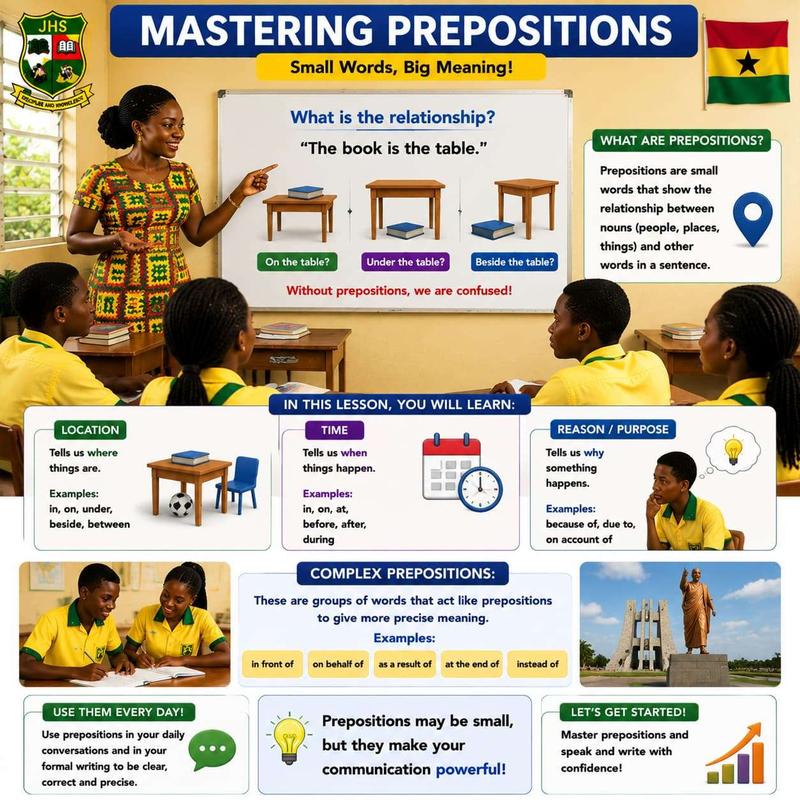 JHS
DISCIPLINE AND KNOWLEDGE
MASTERING PREPOSITIONS
Small Words, Big Meaning!
What is the relationship?
“The book is the table.”
On the table?
Under the table?
Beside the table?
Without prepositions, we are confused!
WHAT ARE PREPOSITIONS?
Prepositions are small
words that show the
relationship between
nouns (people, places,
things) and other
words in a sentence.
IN THIS LESSON, YOU WILL LEARN:
LOCATION
Tells us where
things are.
Examples:
in, on, under,
beside, between
TIME
Tells us when
things happen.
Examples:
in, on, at,
before, after,
during
REASON / PURPOSE
Tells us why
something
happens.
Examples:
because of, due to,
on account of
COMPLEX PREPOSITIONS:
These are groups of words that act like prepositions
to give more precise meaning.
Examples:
in front of
on behalf of
as a result of
at the end of
instead of
USE THEM EVERY DAY!
Use prepositions in your daily
conversations and in your
formal writing to be clear,
correct and precise.
Prepositions may be small,
but they make your
communication powerful!
LET'S GET STARTED!
Master prepositions and
speak and write with
confidence!